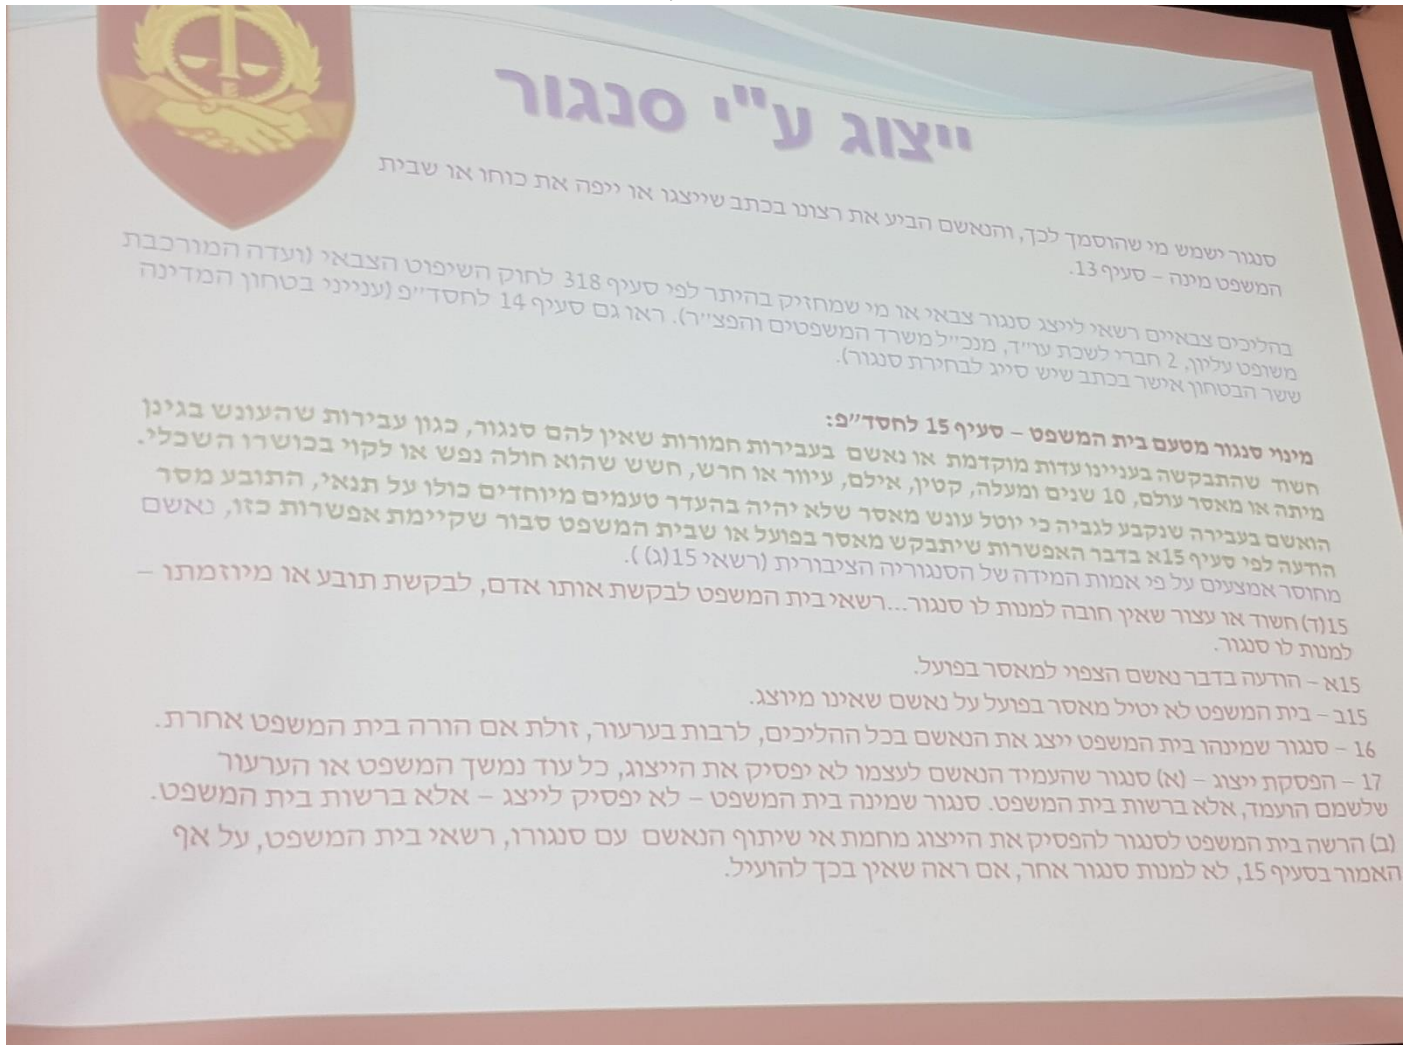 ייצוג ע"י סנגור
סנגור ישמש מי שהוסמך לכך, והנאשם הביע את רצונו בכתב שייצגו או ייפה את כוחו או שבית
המשפט מינה – סעיף 13.
בהליכים צבאיים רשאי לייצג סנגור צבאי או מי שמחזיק בהיתר לפי סעיף 318 לחוק השיפוט הצבאי (ועדה המורכבת
משופט עליון, 2 חברי לשכת עו"ד, מנכ"ל משרד המשפטים והפצ"ר). ראו גם סעיף 14 לחסד"פ (ענייני בטחון המדינה
ששר הבטחון אישר בכתב שיש סייג לבחירת סנגור).
מינוי סנגור מטעם בית המשפט – סעיף 15 לחסד"פ:
חשוד שהתבקשה בעניינו עדות מוקדמת או נאשם בעבירות חמורות שאין להם סנגור, כגון עבירות שהעונש בגינן
מיתה או מאסר עולם, 10 שנים ומעלה, קטין, אילם, עיוור או חרש, חשש שהוא חולה נפש או לקוי בכושרו השכלי.
הואשם בעבירה שנקבע לגביה כי יוטל עונש מאסר שלא יהיה בהעדר טעמים מיוחדים כולו על תנאי, התובע מסר
הודעה לפי סעיף 15א בדבר האפשרות שיתבקש מאסר בפועל או שבית המשפט סבור שקיימת אפשרות כזו, נאשם
מחוסר אמצעים על פי אמות המידה של הסנגוריה הציבורית (רשאי 15(ג) ).
15(ד) חשוד או עצור שאין חובה למנות לו סנגור...רשאי בית המשפט לבקשת אותו אדם, לבקשת תובע או מיוזמתו –
למנות לו סנגור.
15א – הודעה בדבר נאשם הצפוי למאסר בפועל.
15ב – בית המשפט לא יטיל מאסר בפועל על נאשם שאינו מיוצג.
16 – סנגור שמינהו בית המשפט ייצג את הנאשם בכל ההליכים, לרבות בערעור, זולת אם הורה בית המשפט אחרת.
17 – הפסקת ייצוג – (א) סנגור שהעמיד הנאשם לעצמו לא יפסיק את הייצוג, כל עוד נמשך המשפט או הערעור
שלשמם הועמד, אלא ברשות בית המשפט. סנגור שמינה בית המשפט – לא יפסיק לייצג – אלא ברשות בית המשפט.
(ב) הרשה בית המשפט לסנגור להפסיק את הייצוג מחמת אי שיתוף הנאשם עם סנגורו, רשאי בית המשפט, על אף
האמור בסעיף 15, לא למנות סנגור אחר, אם ראה שאין בכך להועיל.